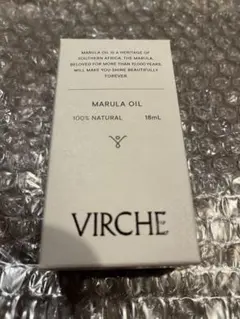 MARULA OIL IS A HERITAGE OF
SOUTHERN AFRICA. THE MARULA,
BELOVED FOR MORE THAN 10,000 YEARS,
WILL MAKE YOU SHINE BEAUTIFULLY
FOREVER.
MARULA OIL
100% NATURAL 18mL
VIRCHE